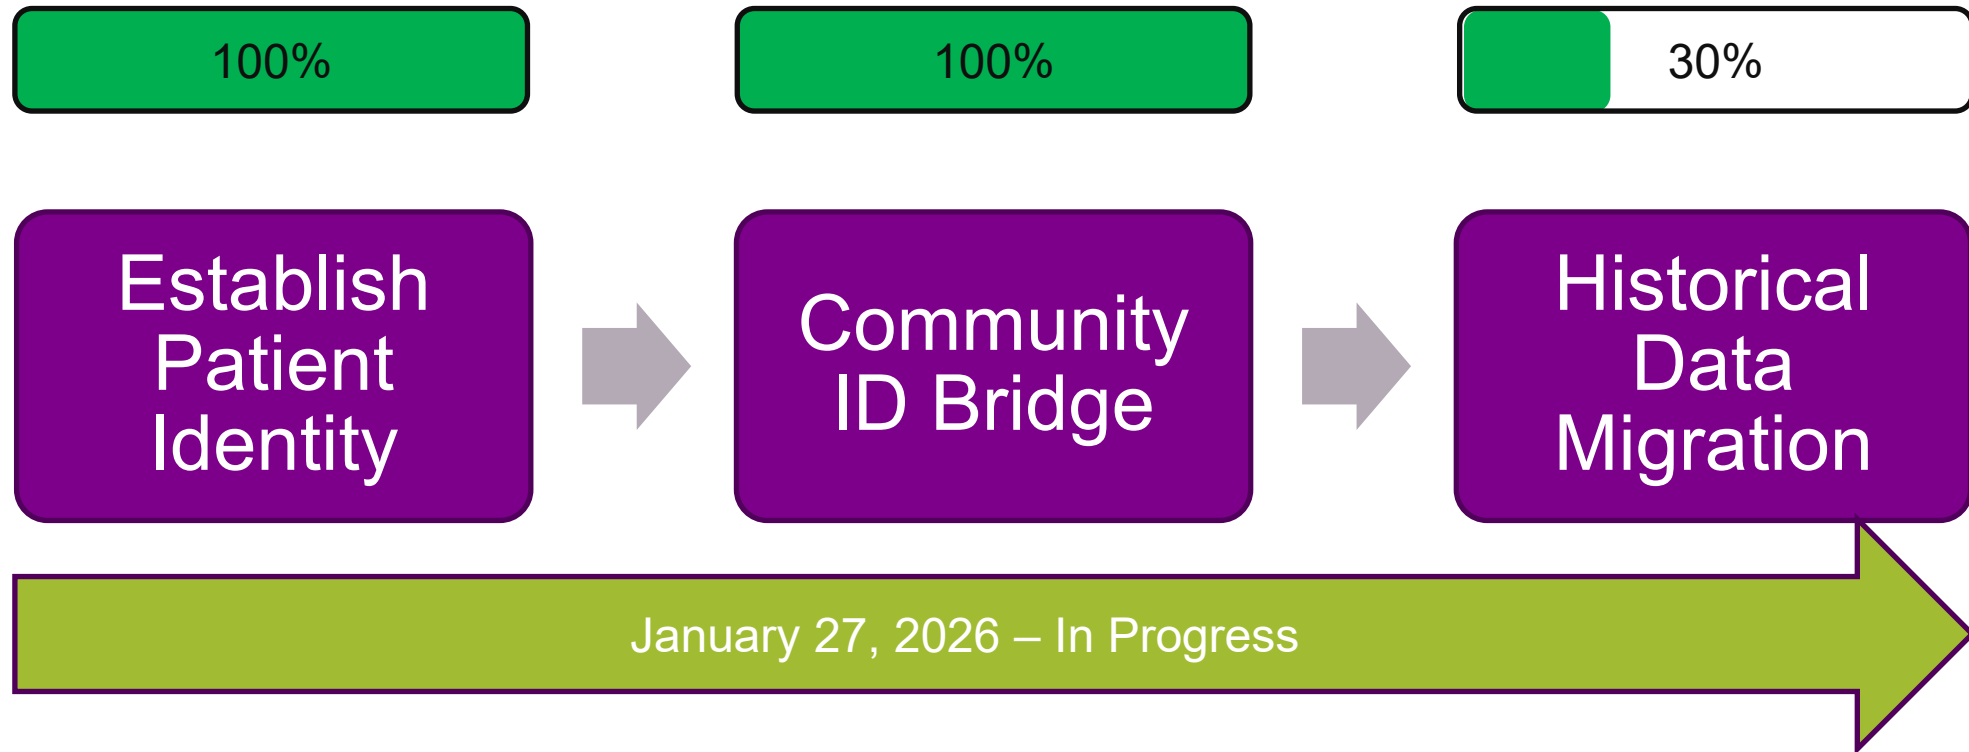 100%
100%
30%
Establish
Patient
Identity
Community
ID Bridge
Historical
Data
Migration
January 27, 2026 – In Progress